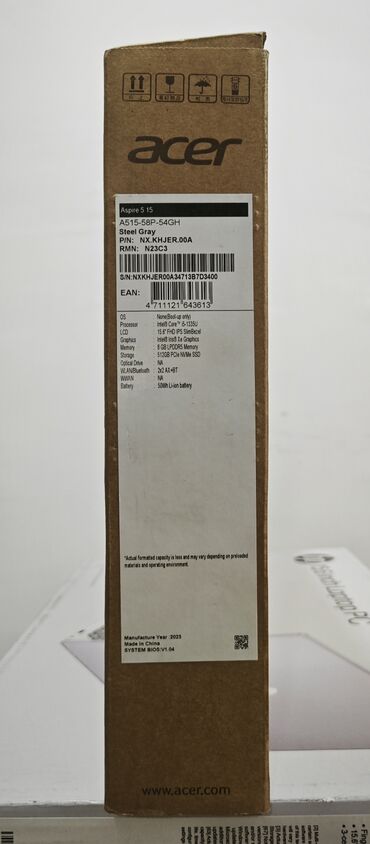 acer
Aspire 5 15
A515-58P-54GH
Steel Gray
P/N: NX.KHJER.00A
RMN: N23C3
S/N:NXKHJER00A34713B7D3400
EAN:
4 711121 643613
OS None(Boot-up only)
Processor Intel® Core™ i5-1335U
LCD 15.6" FHD IPS SlimBezel
Graphics Intel® Iris® Xe Graphics
Memory 8 GB LPDDR5 Memory
Storage 512GB PCIe NVMe SSD
Optical Drive NA
WLAN/Bluetooth : 2x2 AX+BT
WWAN NA
Battery 50Wh Li-ion battery
*Actual formatted capacity is less and may vary depending on preloaded
materials and operating environment.
Manufacture Year :2023
Made in China
SYSTEM BIOS:V1.04
www.acer.com
hp
Laptop PC